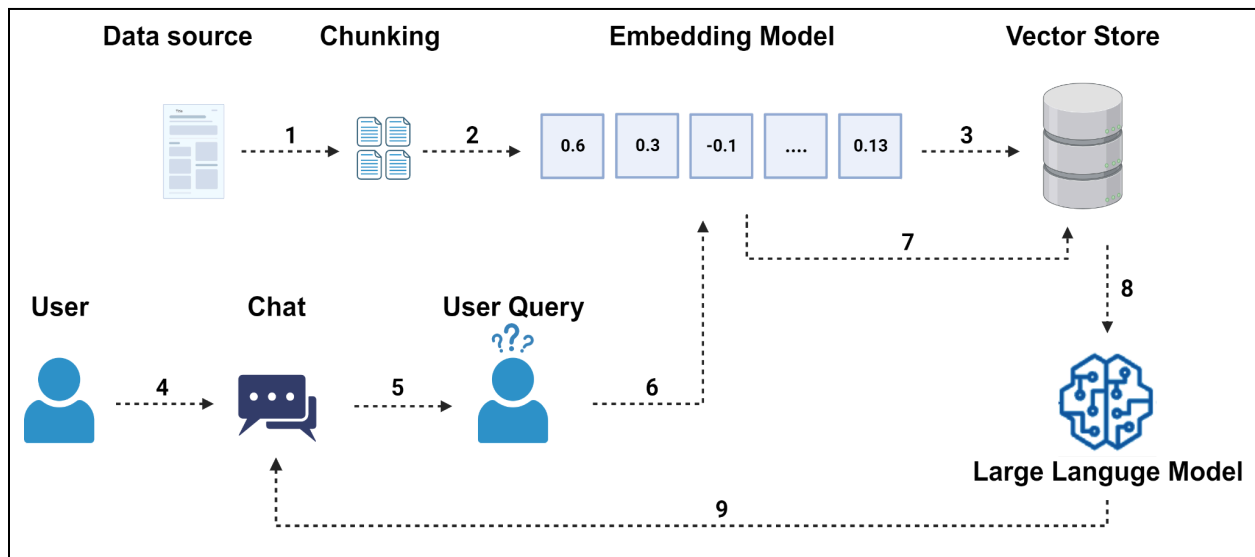 Data source
Chunking
Embedding Model
Vector Store
1
2
0.6
0.3
-0.1
....
0.13
3
7
8
User
Chat
User Query
???
4
5
6
Large Languge Model
9